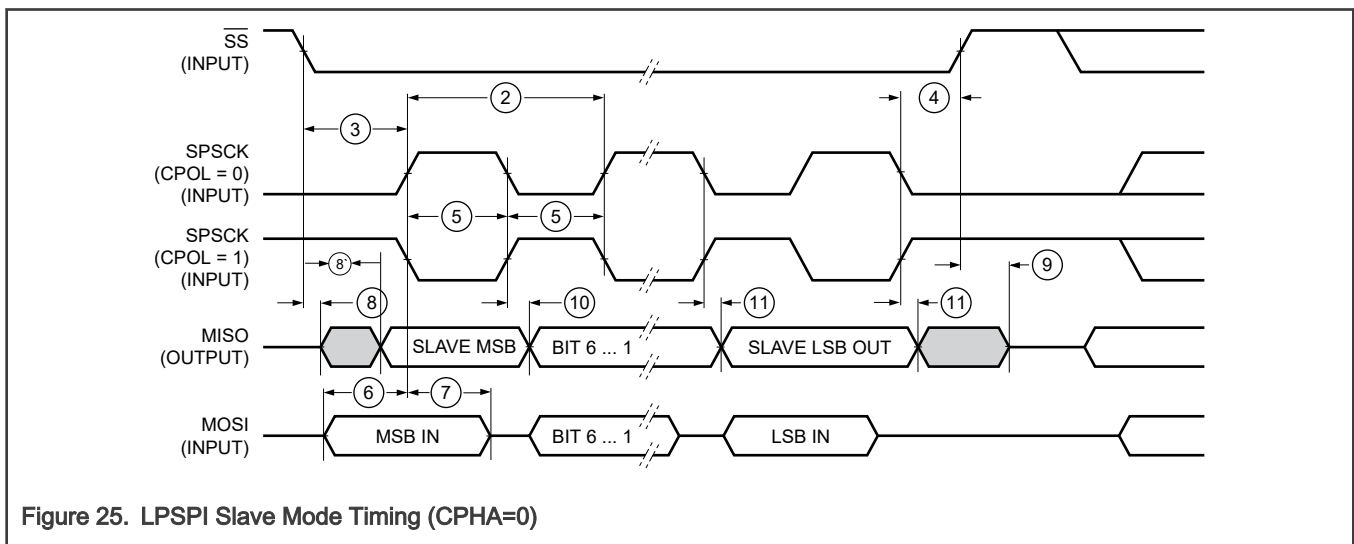 SS
(INPUT)
2
4
3
SPSCK
(CPOL = 0)
(INPUT)
5
5
SPSCK
(CPOL = 1)
(INPUT)
8`
9
8
10
11
11
MISO
(OUTPUT)
SLAVE MSB
BIT 6 ... 1
SLAVE LSB OUT
6
7
MOSI
(INPUT)
MSB IN
BIT 6 ... 1
LSB IN
Figure 25. LPSPI Slave Mode Timing (CPHA=0)